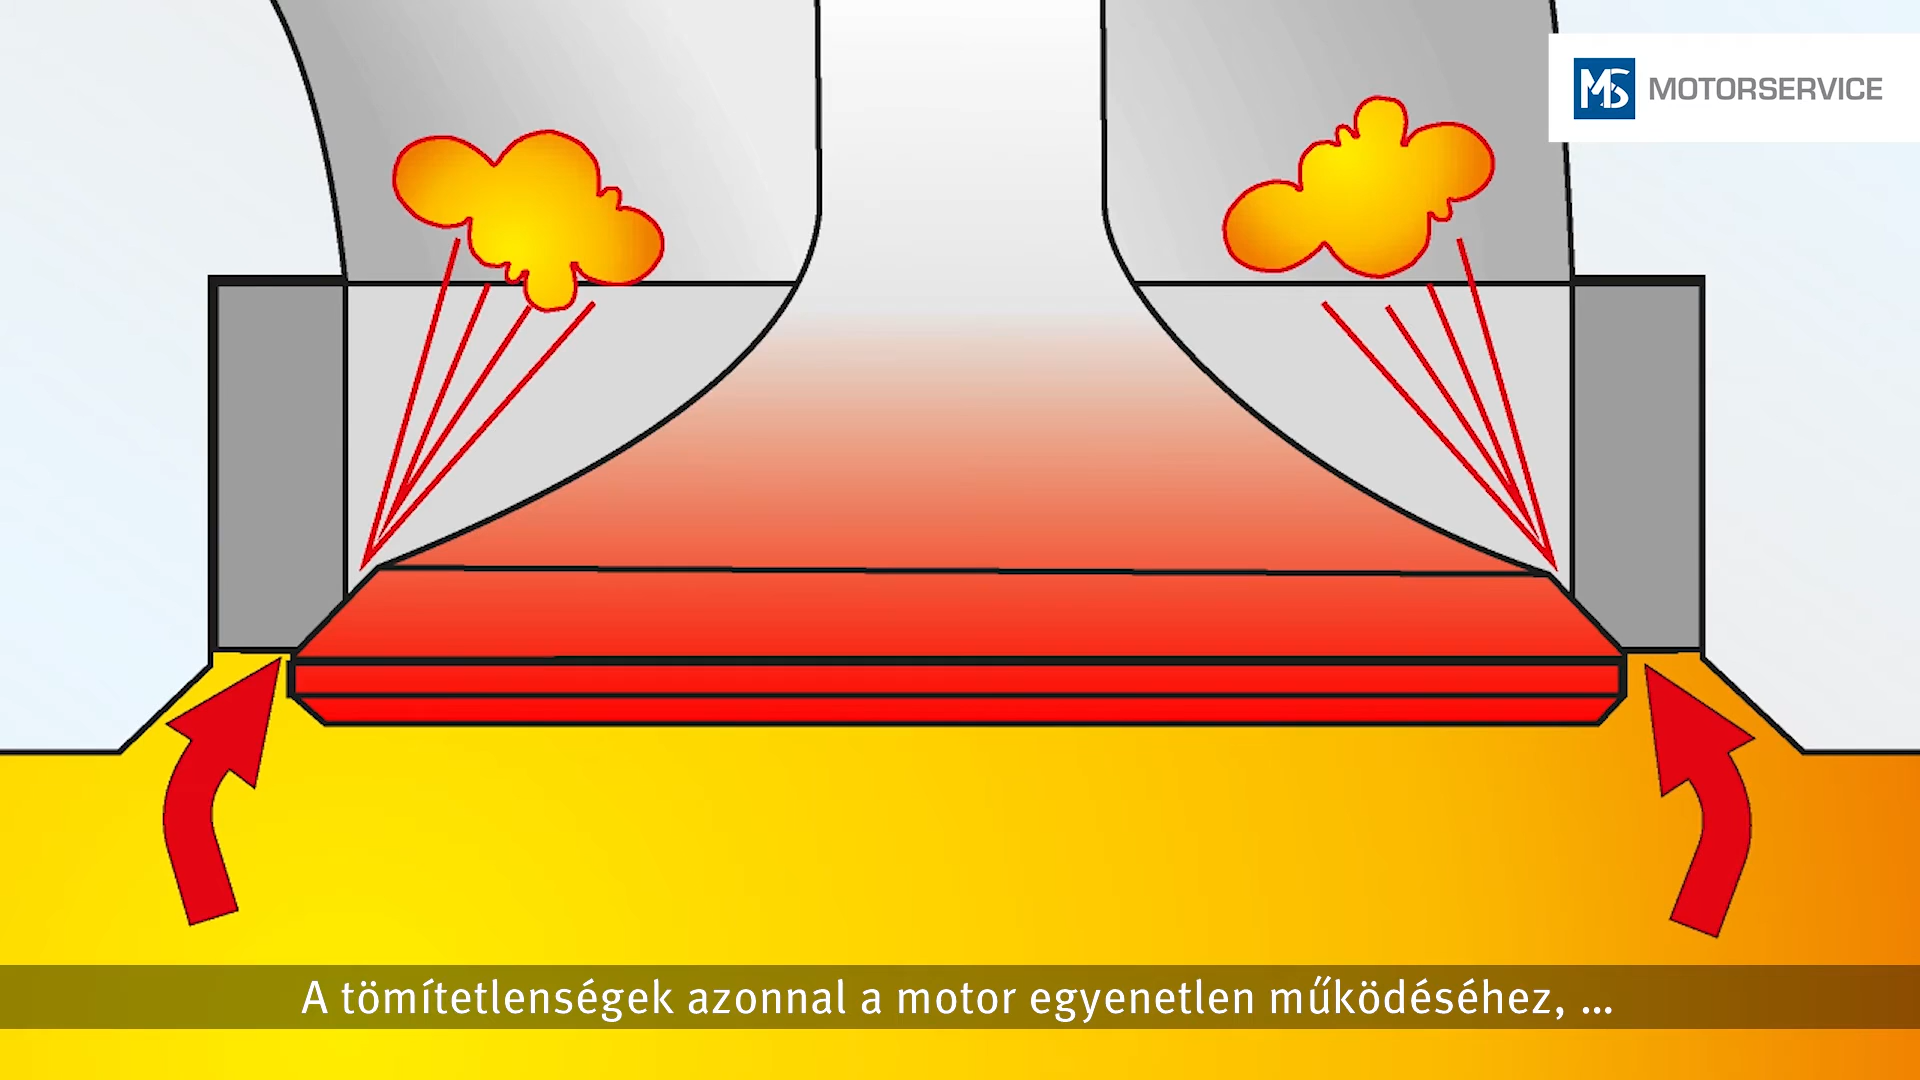 MS MOTORSERVICE
A tömítetlenségek azonnal a motor egyenetlen működéséhez, ...